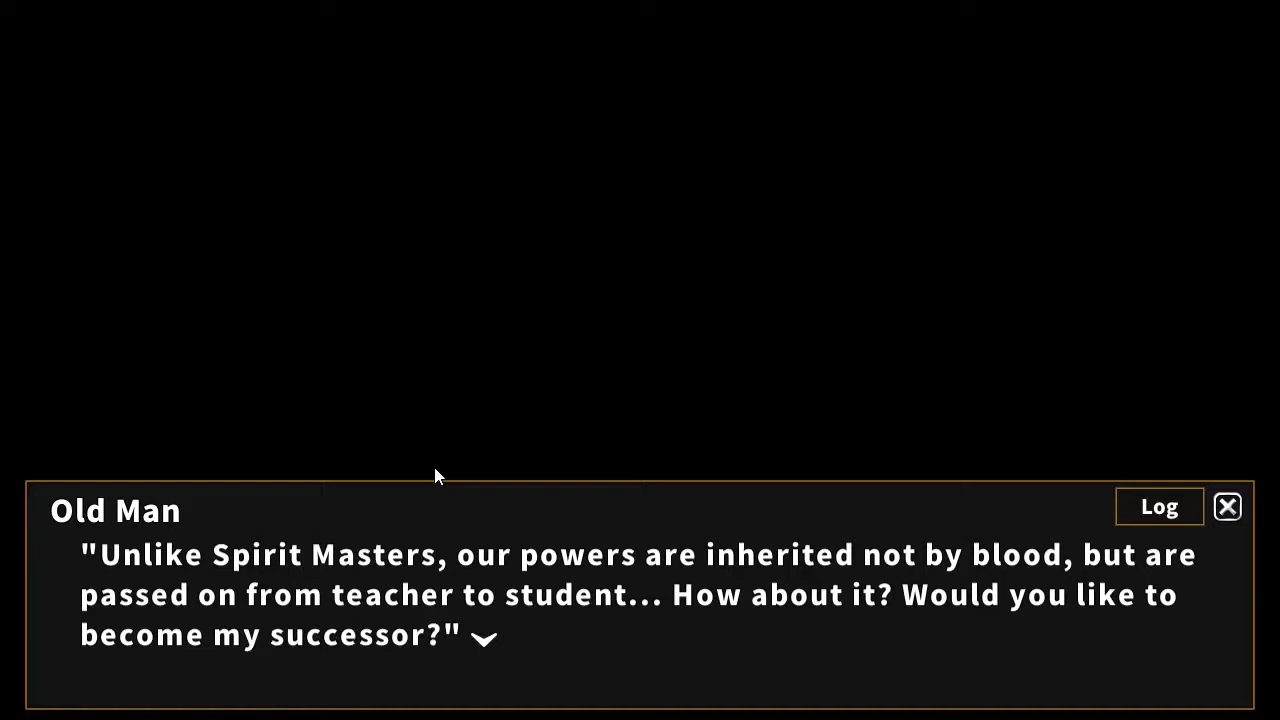 Old Man
Log
"Unlike Spirit Masters, our powers are inherited not by blood, but are
passed on from teacher to student... How about it? Would you like to
become my successor?"